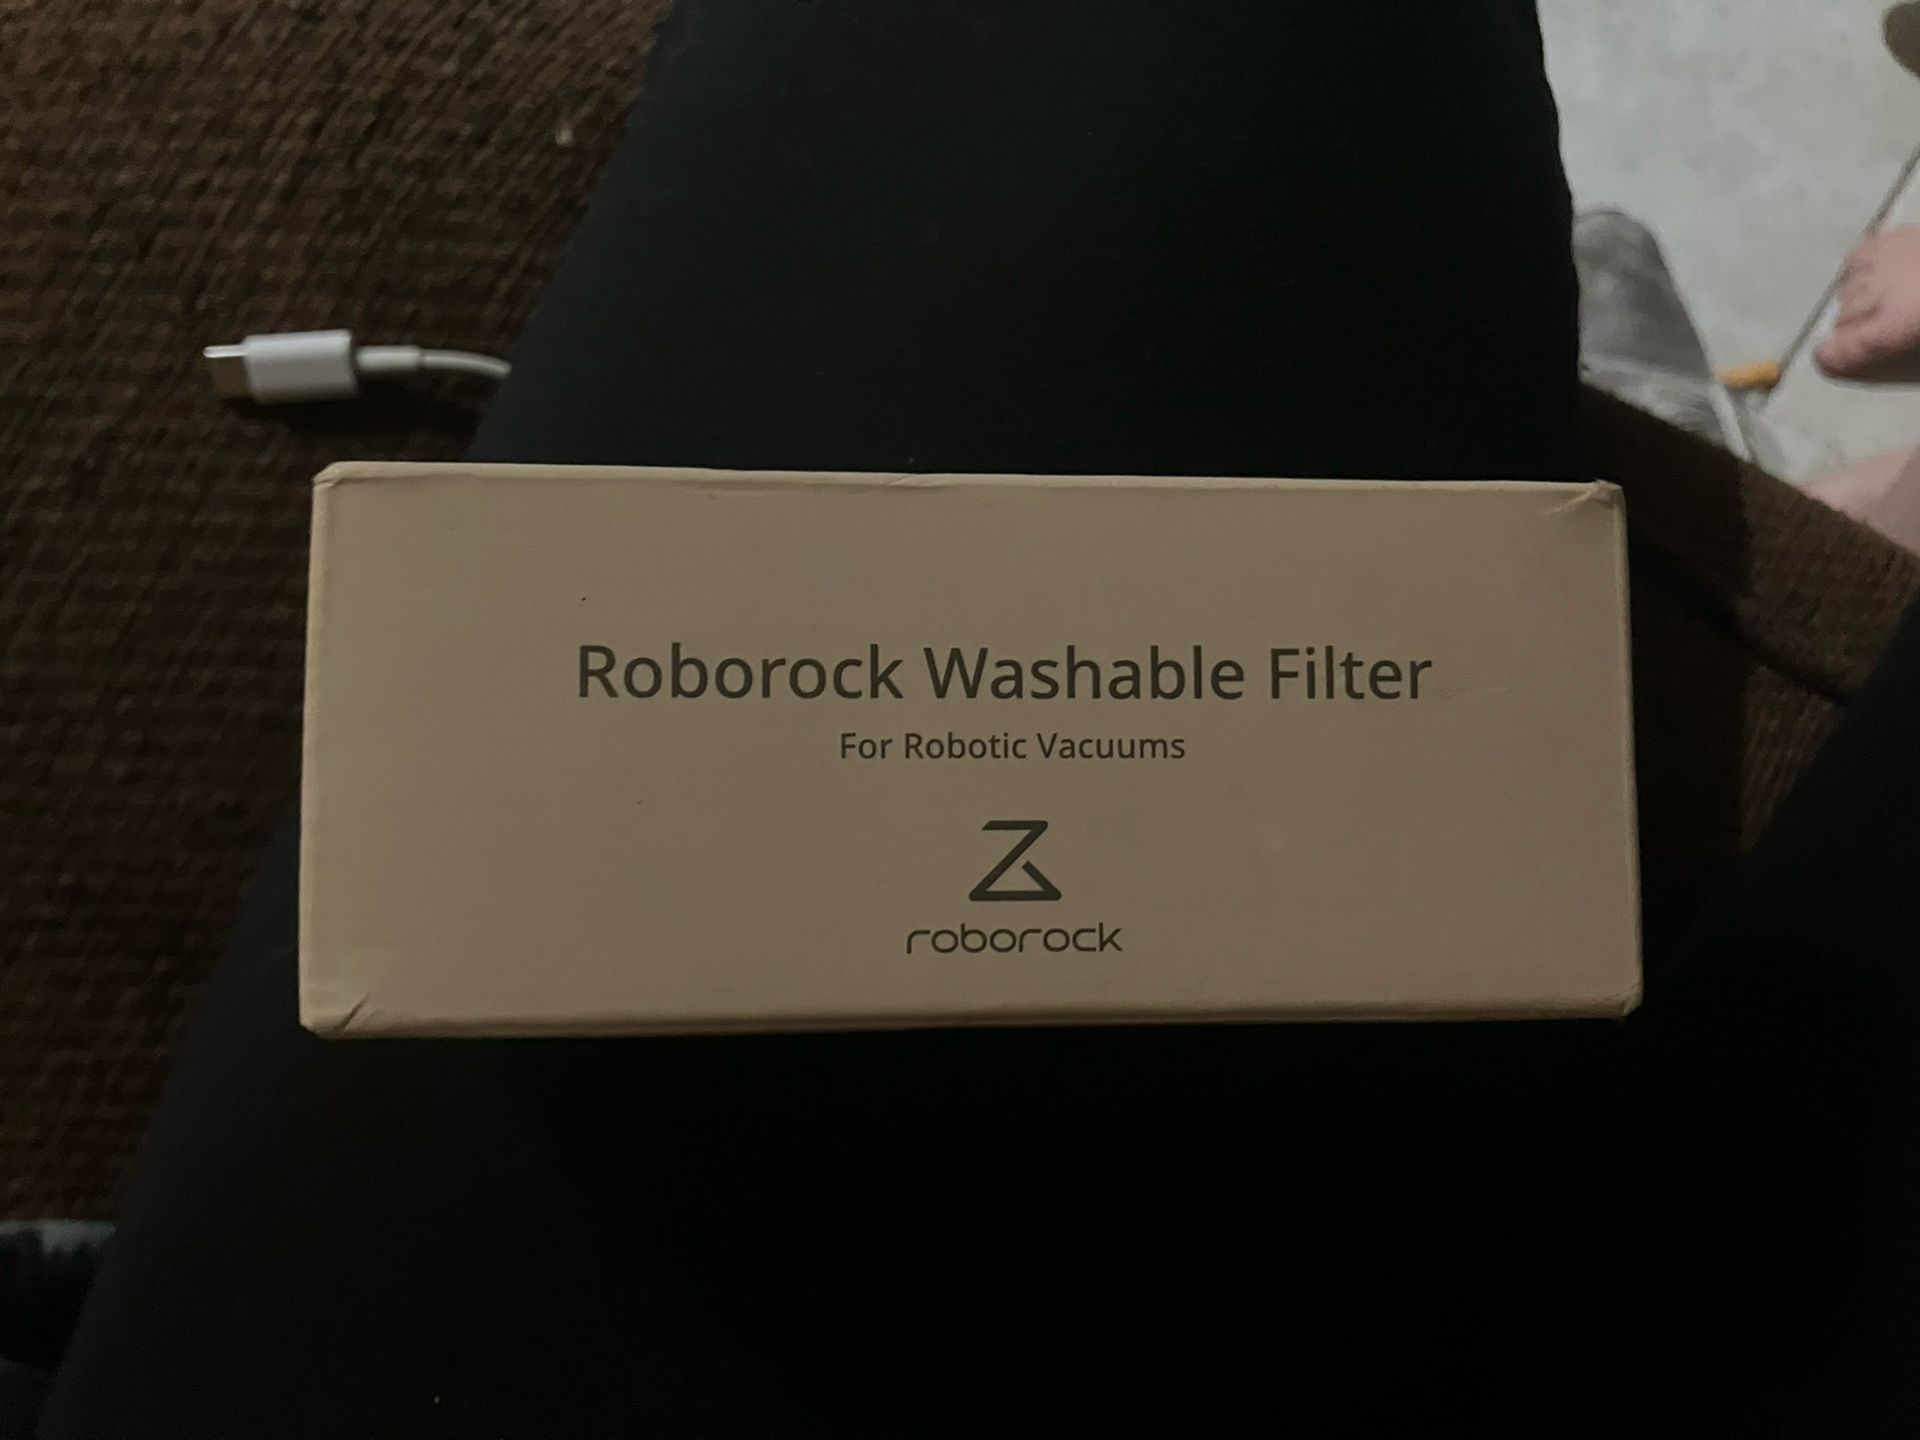 Roborock Washable Filter
For Robotic Vacuums
roborock